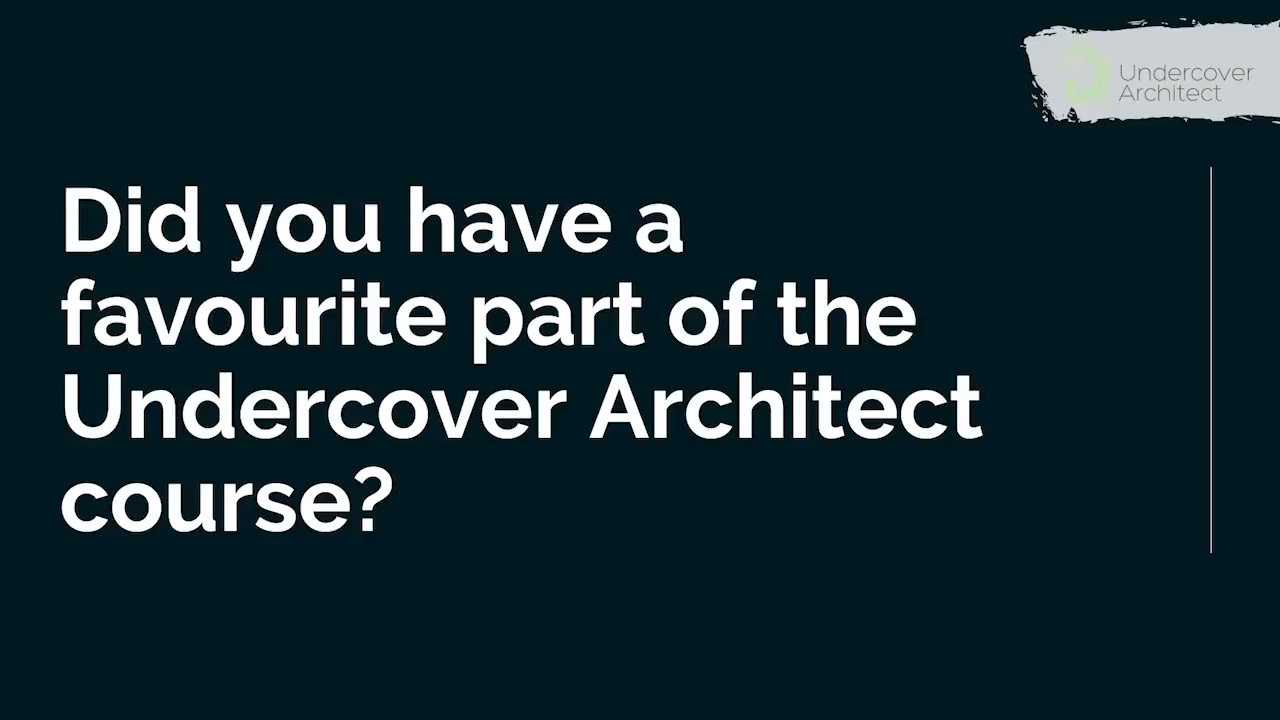 Undercover
Architect
Did you have a
favourite part of the
Undercover Architect
course?